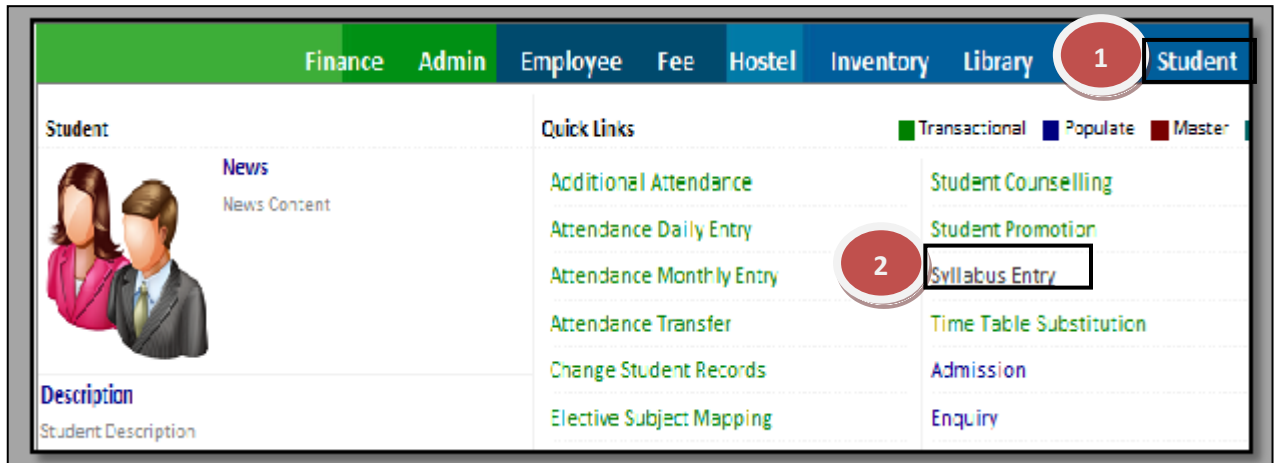 Finance Admin Employee Fee Hostel Inventory Library 1 Student
Student
News
News Content
Description
Student Description
Quick Links Transactional Populate Master
Additional Attendance Student Counselling
Attendance Daily Entry Student Promotion
Attendance Monthly Entry 2 Syllabus Entry
Attendance Transfer Time Table Substitution
Change Student Records Admission
Elective Subject Mapping Enquiry